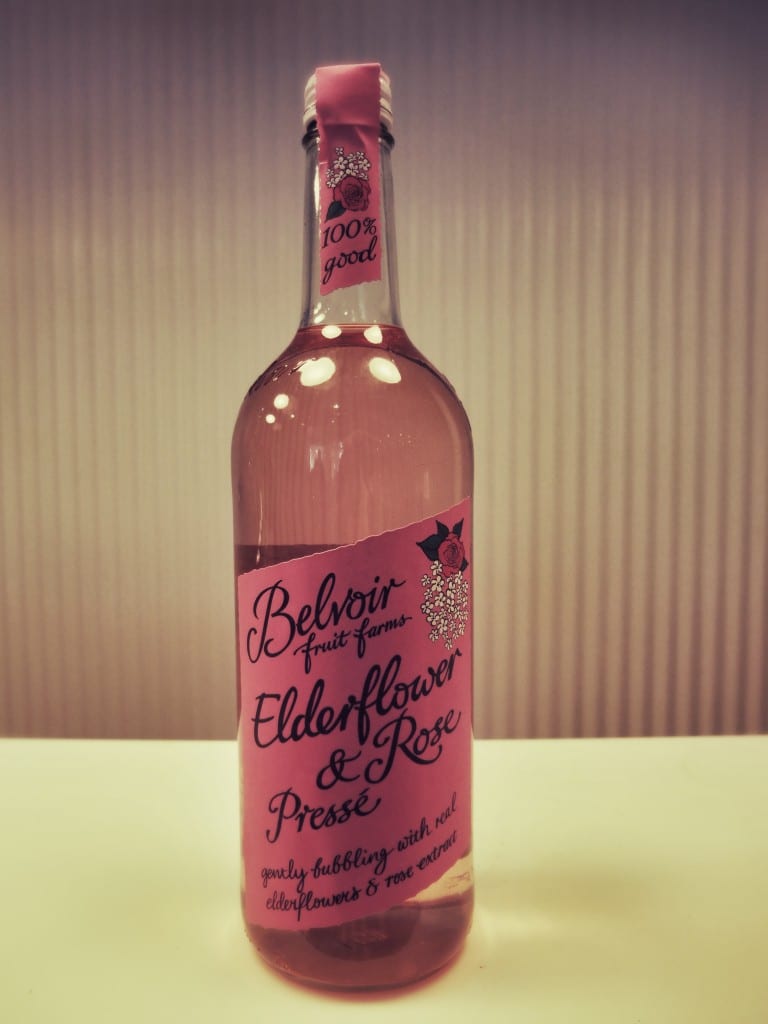 100%
good
Belvoir
fruit farms
Elderflower
& Rose
Pressé
gently bubbling with real
elderflowers & rose extract